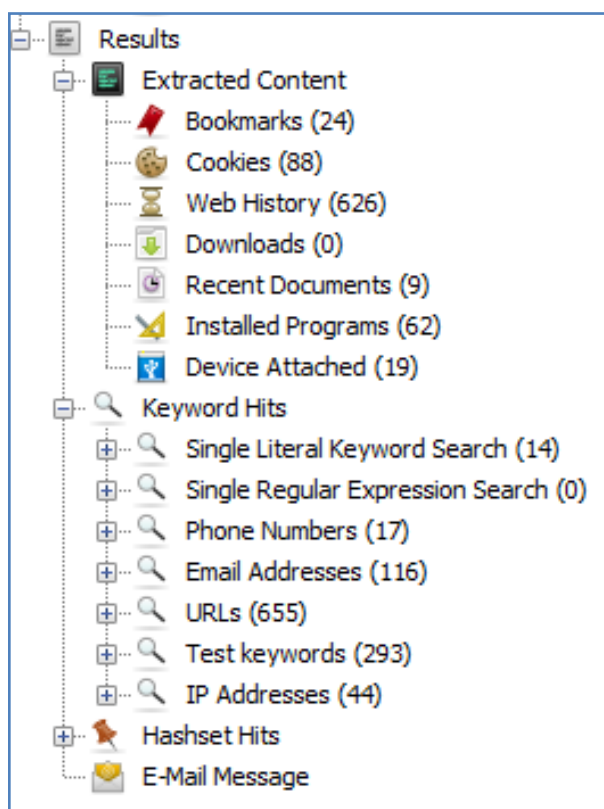 Results
Extracted Content
Bookmarks (24)
Cookies (88)
Web History (626)
Downloads (0)
Recent Documents (9)
Installed Programs (62)
Device Attached (19)
Keyword Hits
Single Literal Keyword Search (14)
Single Regular Expression Search (0)
Phone Numbers (17)
Email Addresses (116)
URLs (655)
Test keywords (293)
IP Addresses (44)
Hashset Hits
E-Mail Message